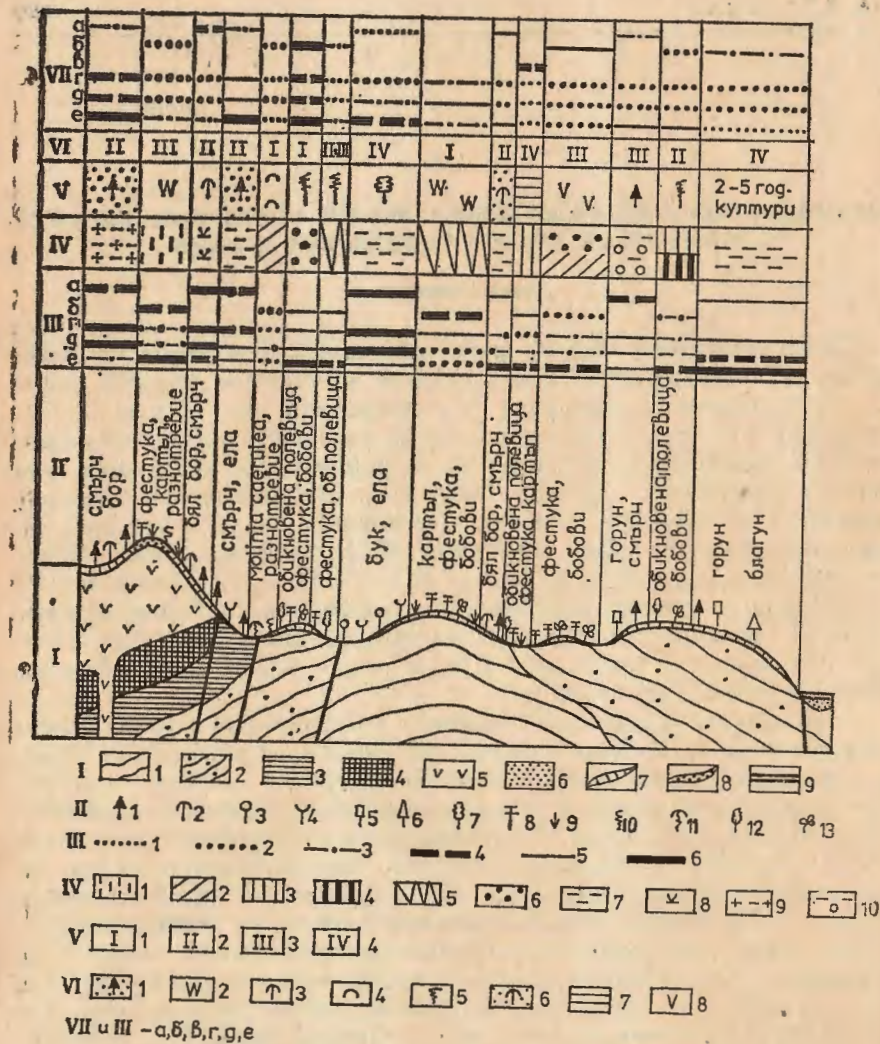 VII
а
б
в
г
д
е
VI II III II II I I II-III IV I II IV III III II IV
V W W W V V 2-5 год. култури
IV
III
а
б
г
д
е
II
смърч
бор
фестука,
картъл,
разнотревие
бял бор, смърч
смърч, ела
molinia caerulea,
разнотревие
обикновена полевица
фестука, бобови
фестука, об. полевица
бук, ела
картъл,
фестука,
бобови
бял бор, смърч
обикновена полевица
фестука картъл
фестука,
бобови
горун,
смърч
обикновена полевица
бобови
горун
благун
I
I 1 2 3 4 5 6 7 8 9
II 1 2 3 4 5 6 7 8 9 10 11 12 13
III 1 2 3 4 5 6
IV 1 2 3 4 5 6 7 8 9 10
V I 1 II 2 III 3 IV 4
VI 1 W 2 3 4 5 6 7 V 8
VII и III - а, б, в, г, д, е